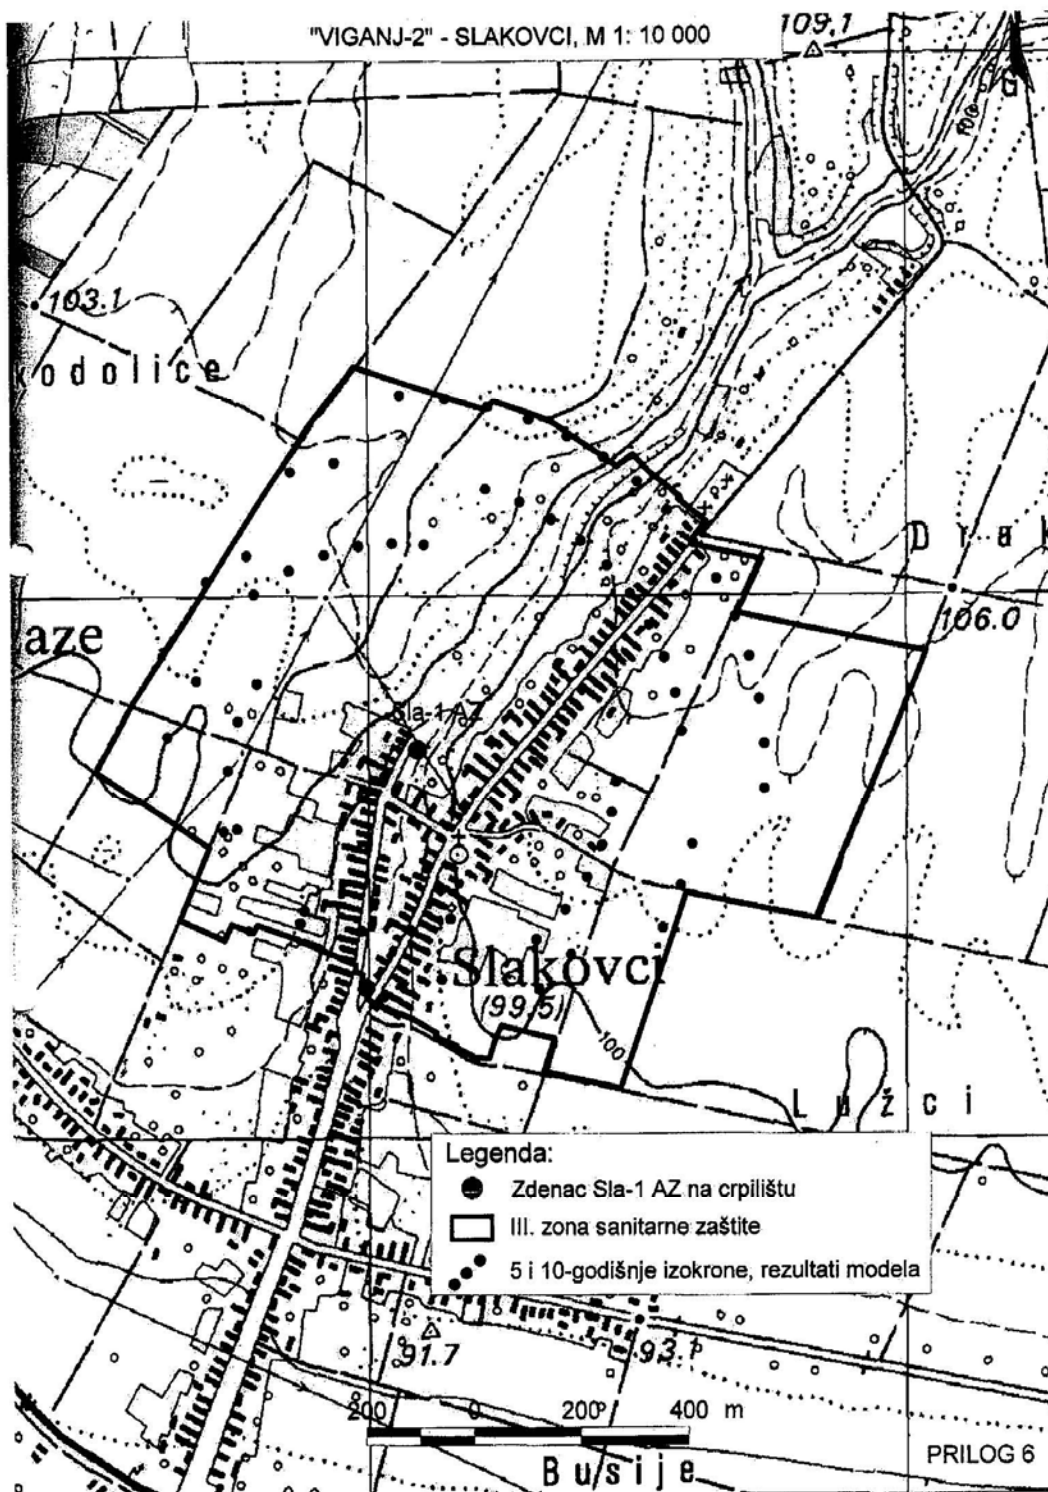 "VIGANJ-2" - SLAKOVCI, M 1: 10 000
109.1
G
103.1
odolice
D r a
106.0
aze
Sla-1 AZ
Slakovci
(99.5)
100
Lužci
Legenda:
Zdenac Sla-1 AZ na crpilištu
III. zona sanitarne zaštite
5 i 10-godišnje izokrone, rezultati modela
91.7
93.1
200 0 200 400 m
PRILOG 6
Busije